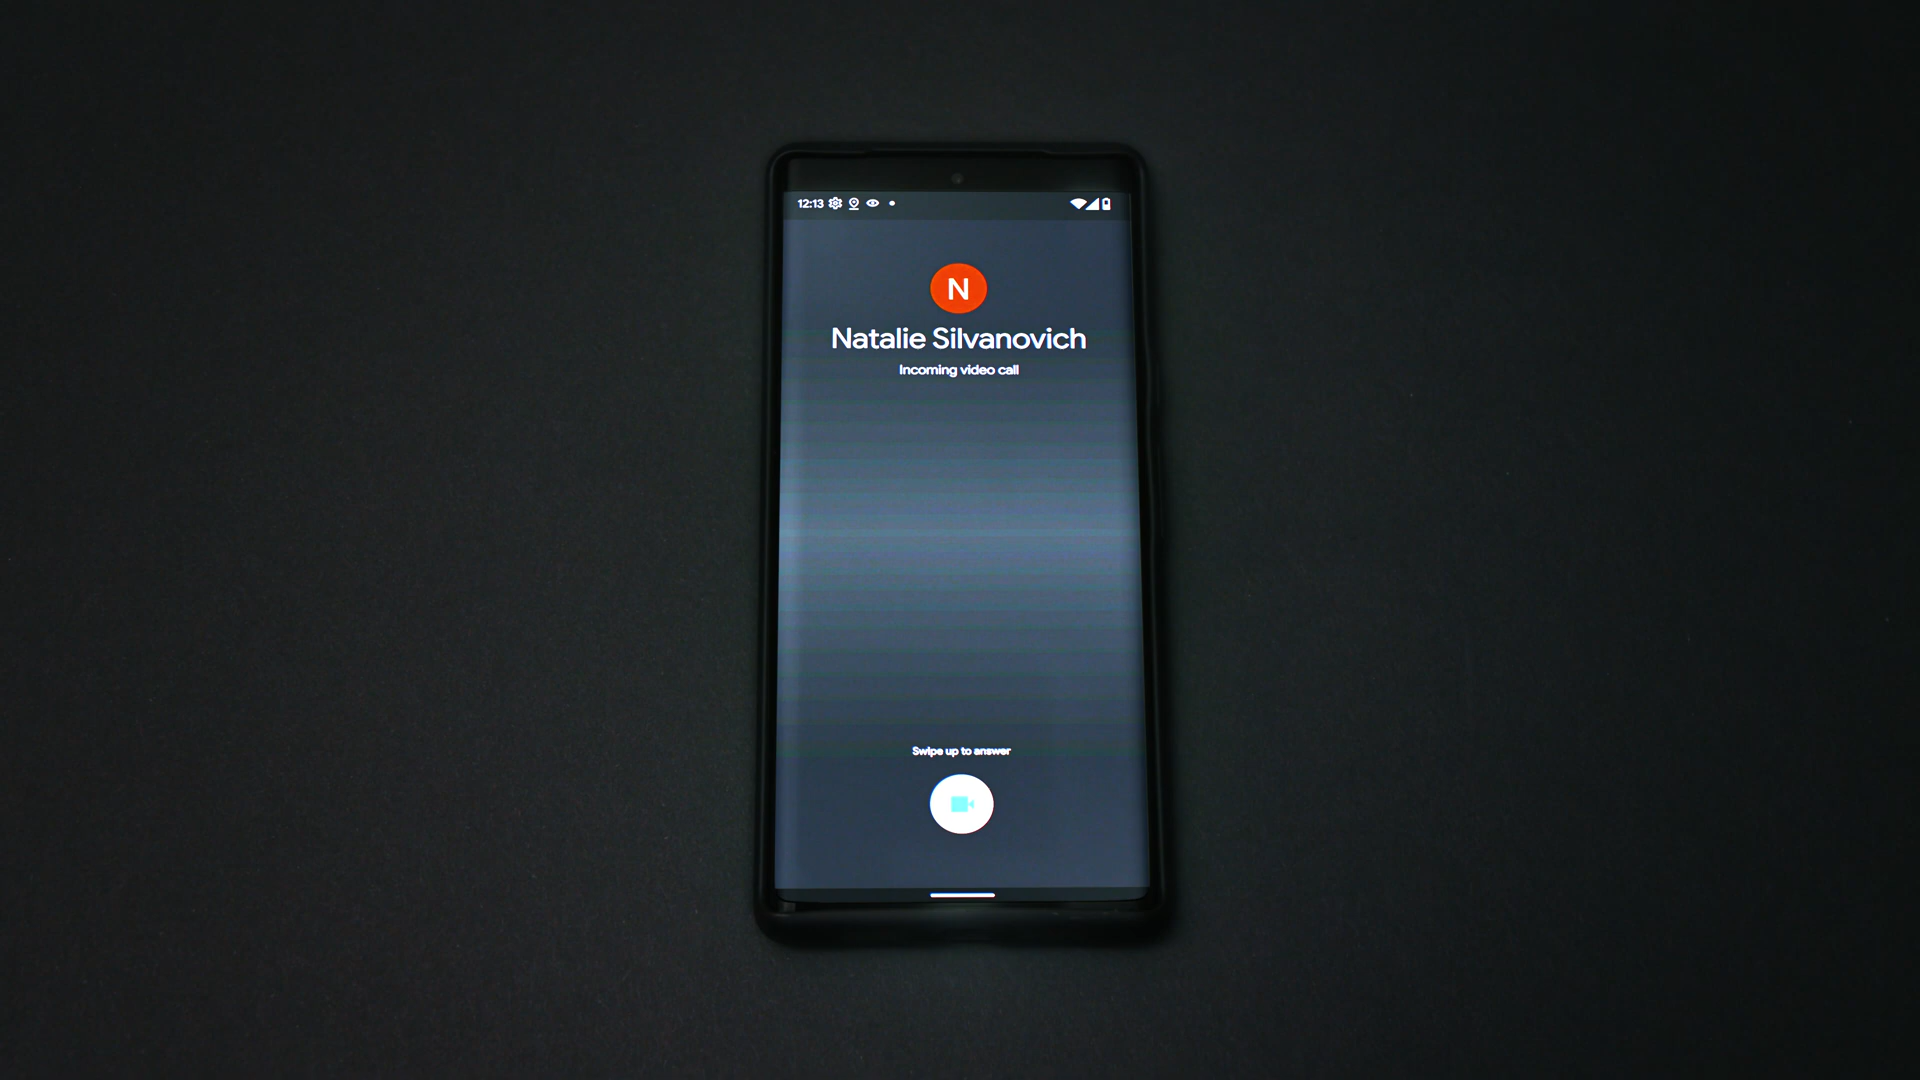 12:13
N
Natalie Silvanovich
Incoming video call
Swipe up to answer